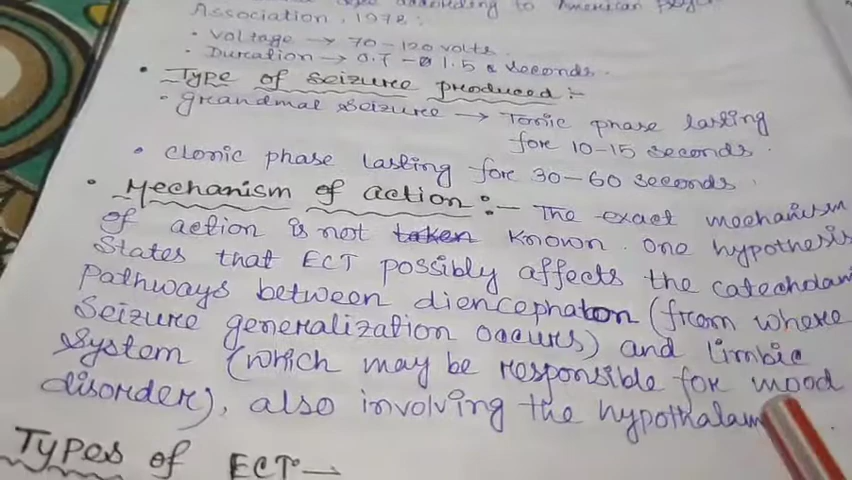 according to American
Association, 1978:
• Voltage → 70-120 volts.
• Duration → 0.7-1.5 seconds.
• Type of seizure produced :-
• grandmal seizure → Tonic phase lasting
for 10-15 seconds.
• clonic phase lasting for 30-60 seconds.
• Mechanism of action :- The exact mechanism
of action is not taken known. One hypothesis
States that ECT possibly affects the catecholam
Pathways between diencephalon (from where
Seizure generalization occurs) and limbic
System (which may be responsible for mood
disorder), also involving the hypothalam
Types of ECT—